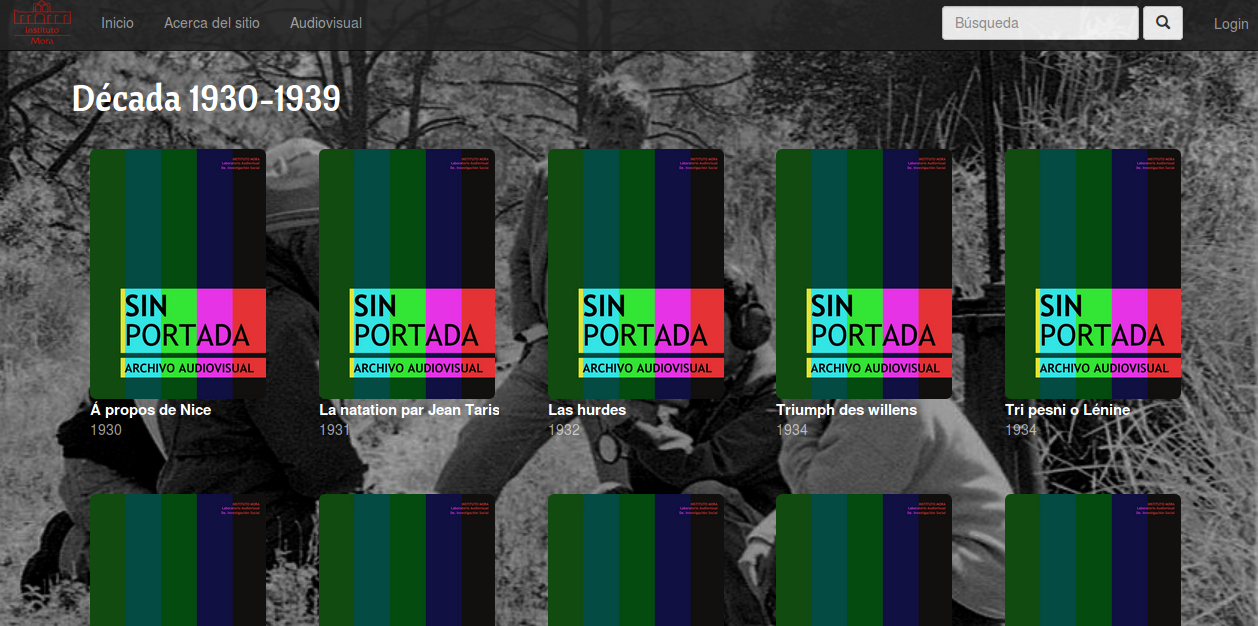 Instituto
Mora
Inicio
Acerca del sitio
Audiovisual
Búsqueda
Login
Década 1930-1939
INSTITUTO MORA
Laboratorio Audiovisual
De. Investigación Social
SIN
PORTADA
ARCHIVO AUDIOVISUAL
Á propos de Nice
1930
INSTITUTO MORA
Laboratorio Audiovisual
De. Investigación Social
SIN
PORTADA
ARCHIVO AUDIOVISUAL
La natation par Jean Taris
1931
INSTITUTO MORA
Laboratorio Audiovisual
De. Investigación Social
SIN
PORTADA
ARCHIVO AUDIOVISUAL
Las hurdes
1932
INSTITUTO MORA
Laboratorio Audiovisual
De. Investigación Social
SIN
PORTADA
ARCHIVO AUDIOVISUAL
Triumph des willens
1934
INSTITUTO MORA
Laboratorio Audiovisual
De. Investigación Social
SIN
PORTADA
ARCHIVO AUDIOVISUAL
Tri pesni o Lénine
1934
INSTITUTO MORA
Laboratorio Audiovisual
De. Investigación Social
INSTITUTO MORA
Laboratorio Audiovisual
De. Investigación Social
INSTITUTO MORA
Laboratorio Audiovisual
De. Investigación Social
INSTITUTO MORA
Laboratorio Audiovisual
De. Investigación Social
INSTITUTO MORA
Laboratorio Audiovisual
De. Investigación Social